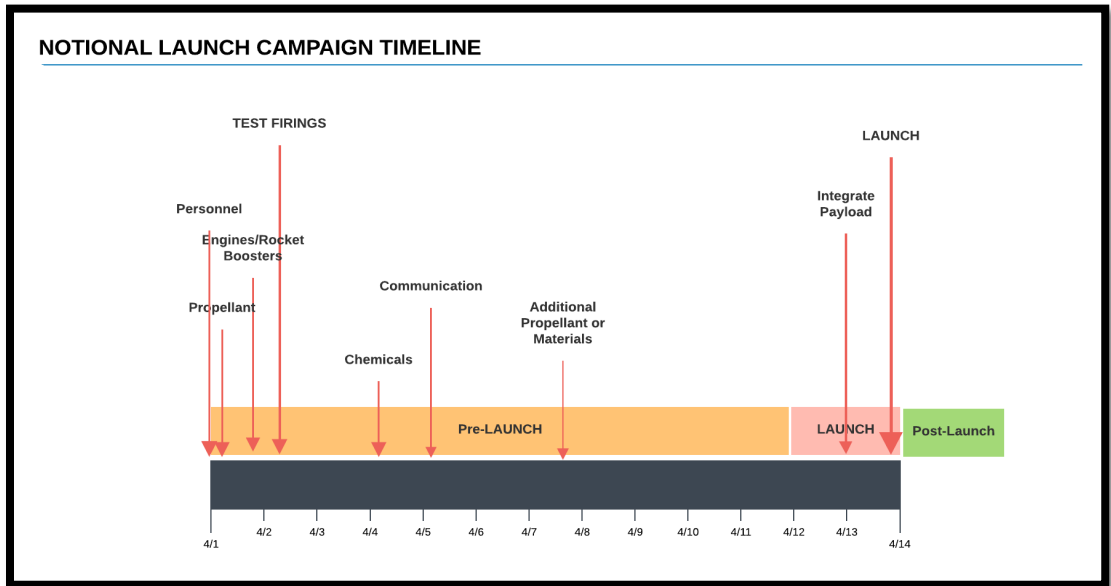 NOTIONAL LAUNCH CAMPAIGN TIMELINE
TEST FIRINGS
LAUNCH
Integrate
Payload
Personnel
Engines/Rocket
Boosters
Communication
Propellant
Additional
Propellant or
Materials
Chemicals
Pre-LAUNCH
LAUNCH
Post-Launch
4/1
4/2
4/3
4/4
4/5
4/6
4/7
4/8
4/9
4/10
4/11
4/12
4/13
4/14